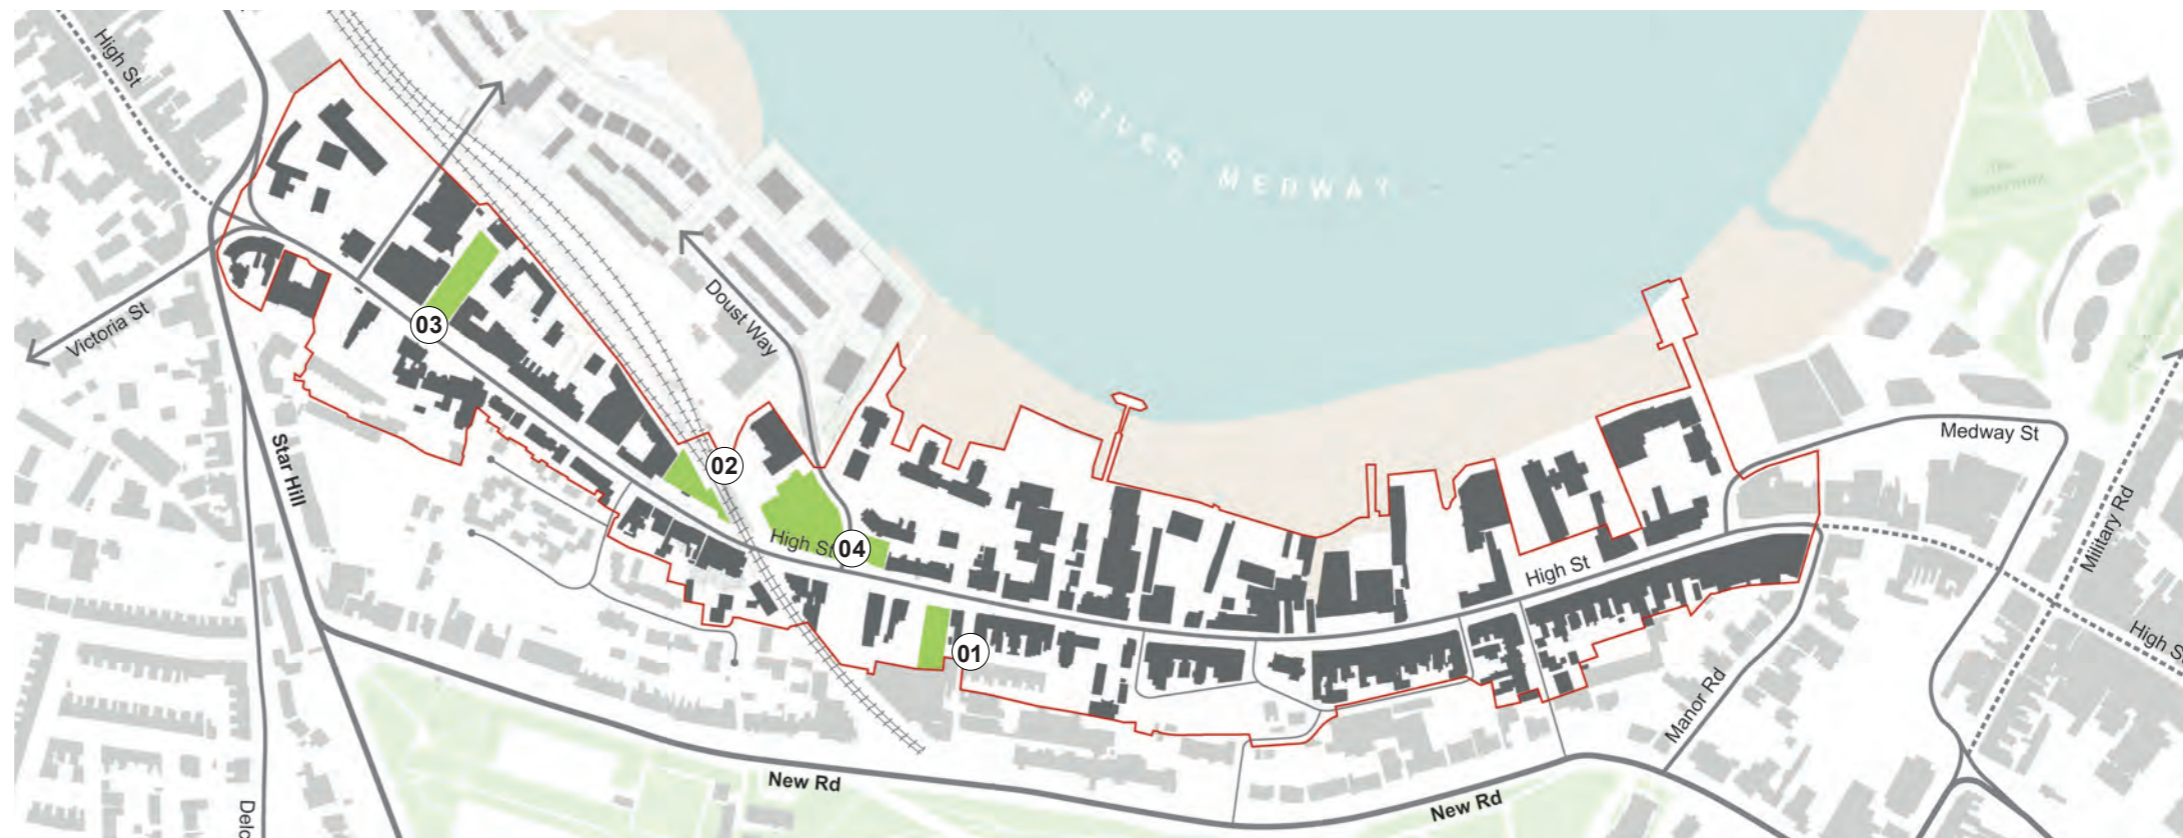 High St
RIVER MEDWAY
Victoria St
Doust Way
03
02
Star Hill
High St
04
01
High St
Medway St
Military Rd
High S
Manor Rd
New Rd
New Rd
Delc